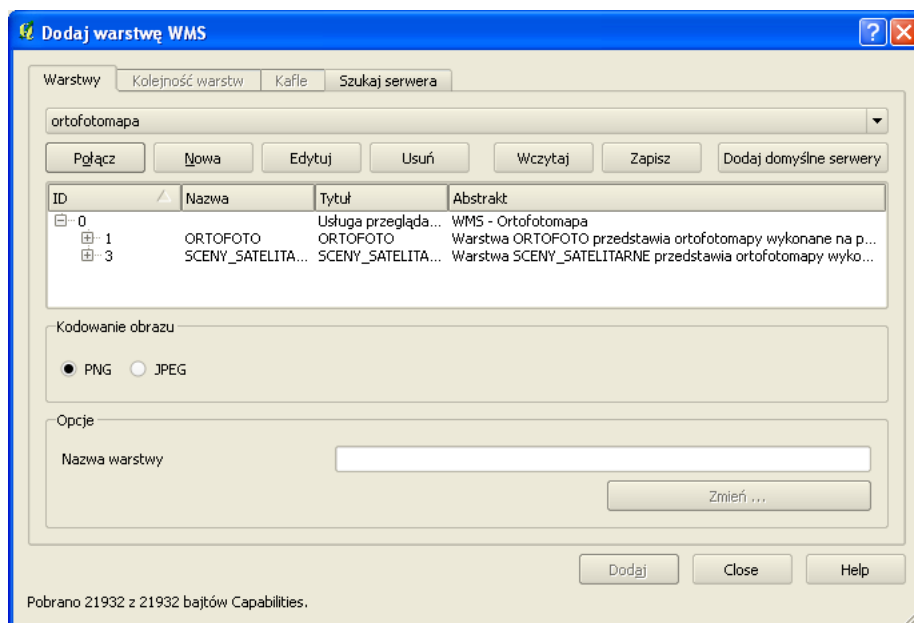 Dodaj warstwę WMS
Warstwy Kolejność warstw Kafle Szukaj serwera
ortofotomapa
Połącz Nowa Edytuj Usuń Wczytaj Zapisz Dodaj domyślne serwery
ID Nazwa Tytuł Abstrakt
0 Usługa przegląda... WMS - Ortofotomapa
1 ORTOFOTO ORTOFOTO Warstwa ORTOFOTO przedstawia ortofotomapy wykonane na p...
3 SCENY_SATELITA... SCENY_SATELITA... Warstwa SCENY_SATELITARNE przedstawia ortofotomapy wyko...
Kodowanie obrazu
PNG JPEG
Opcje
Nazwa warstwy
Zmień ...
Dodaj Close Help
Pobrano 21932 z 21932 bajtów Capabilities.